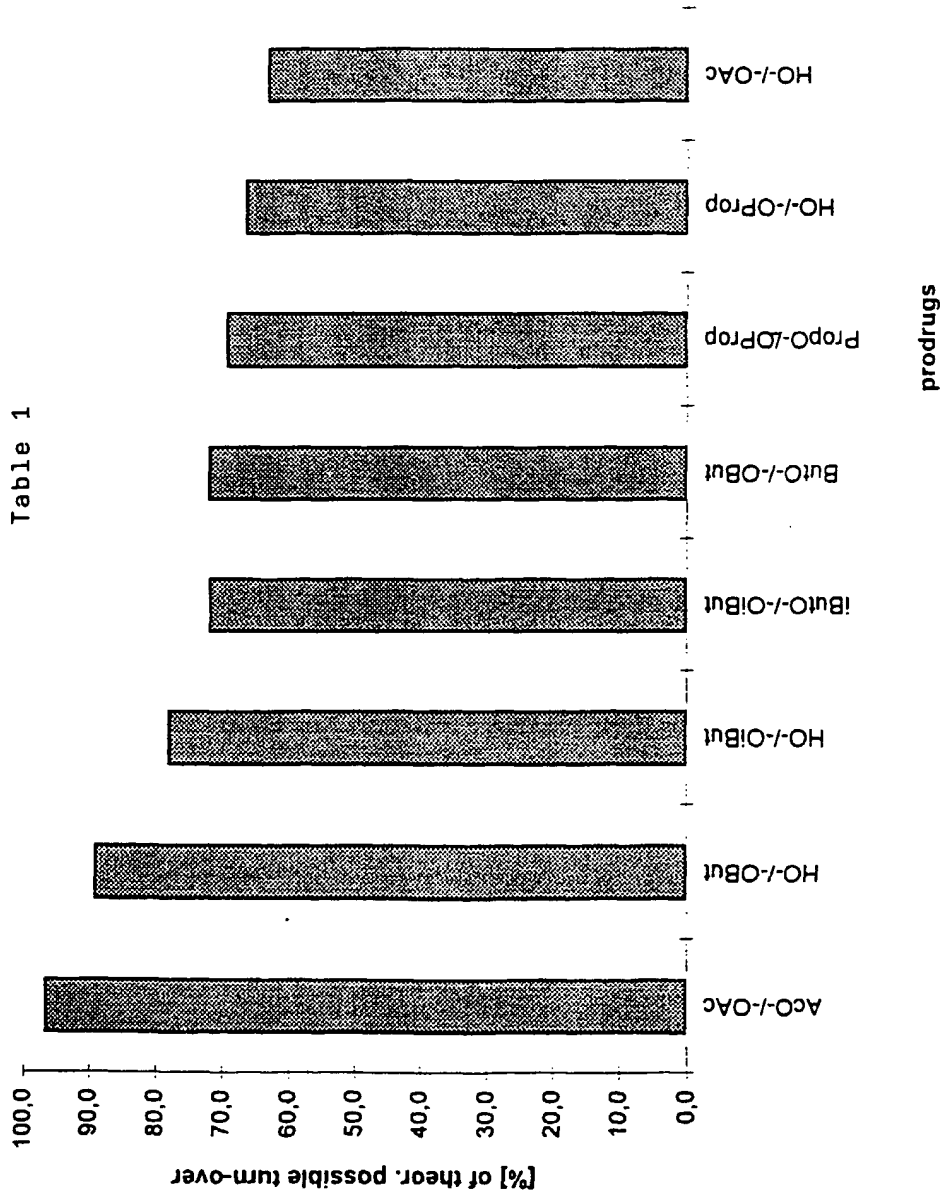 Table 1
[%] of theor. possible turn-over
100,0
90,0
80,0
70,0
60,0
50,0
40,0
30,0
20,0
10,0
0,0
AcO-/-OAc
HO-/-OBut
HO-/-OiBut
iButO-/-OiBut
ButO-/-OBut
PropO-/-OProp
HO-/-OProp
HO-/-OAc
prodrugs